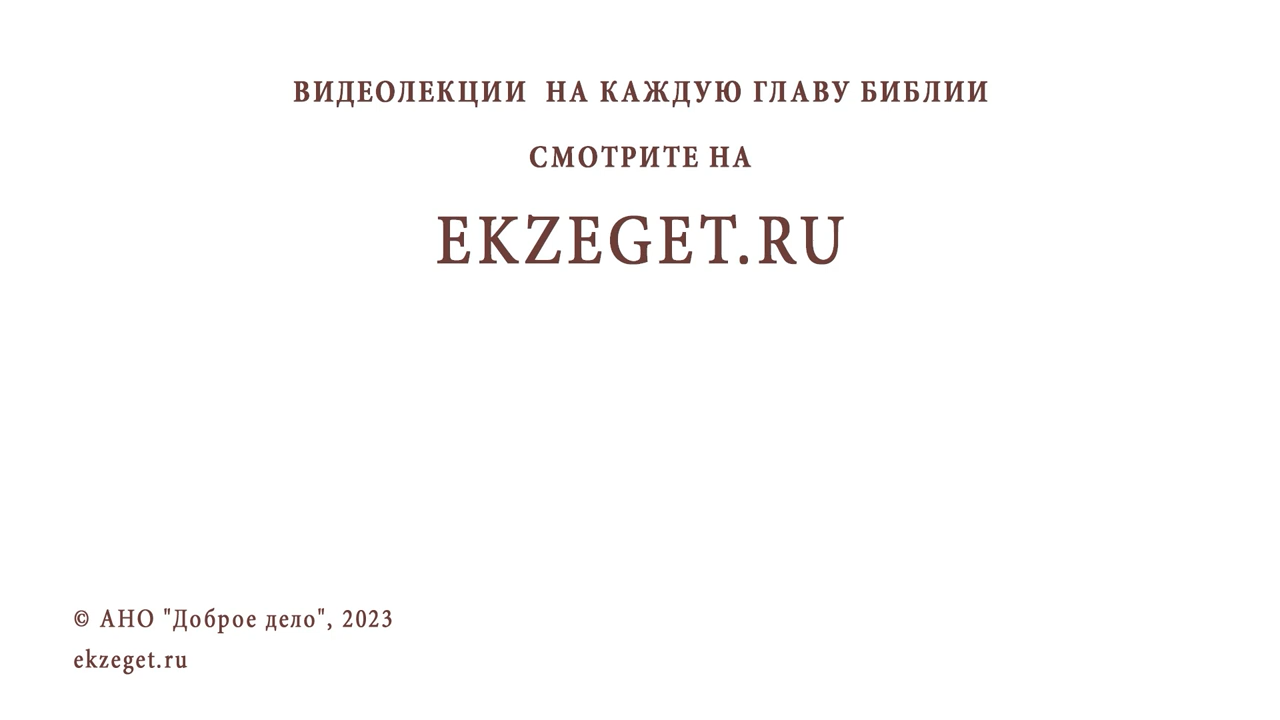 ВИДЕОЛЕКЦИИ НА КАЖДУЮ ГЛАВУ БИБЛИИ
СМОТРИТЕ НА
EKZEGET.RU
© АНО "Доброе дело", 2023
ekzeget.ru